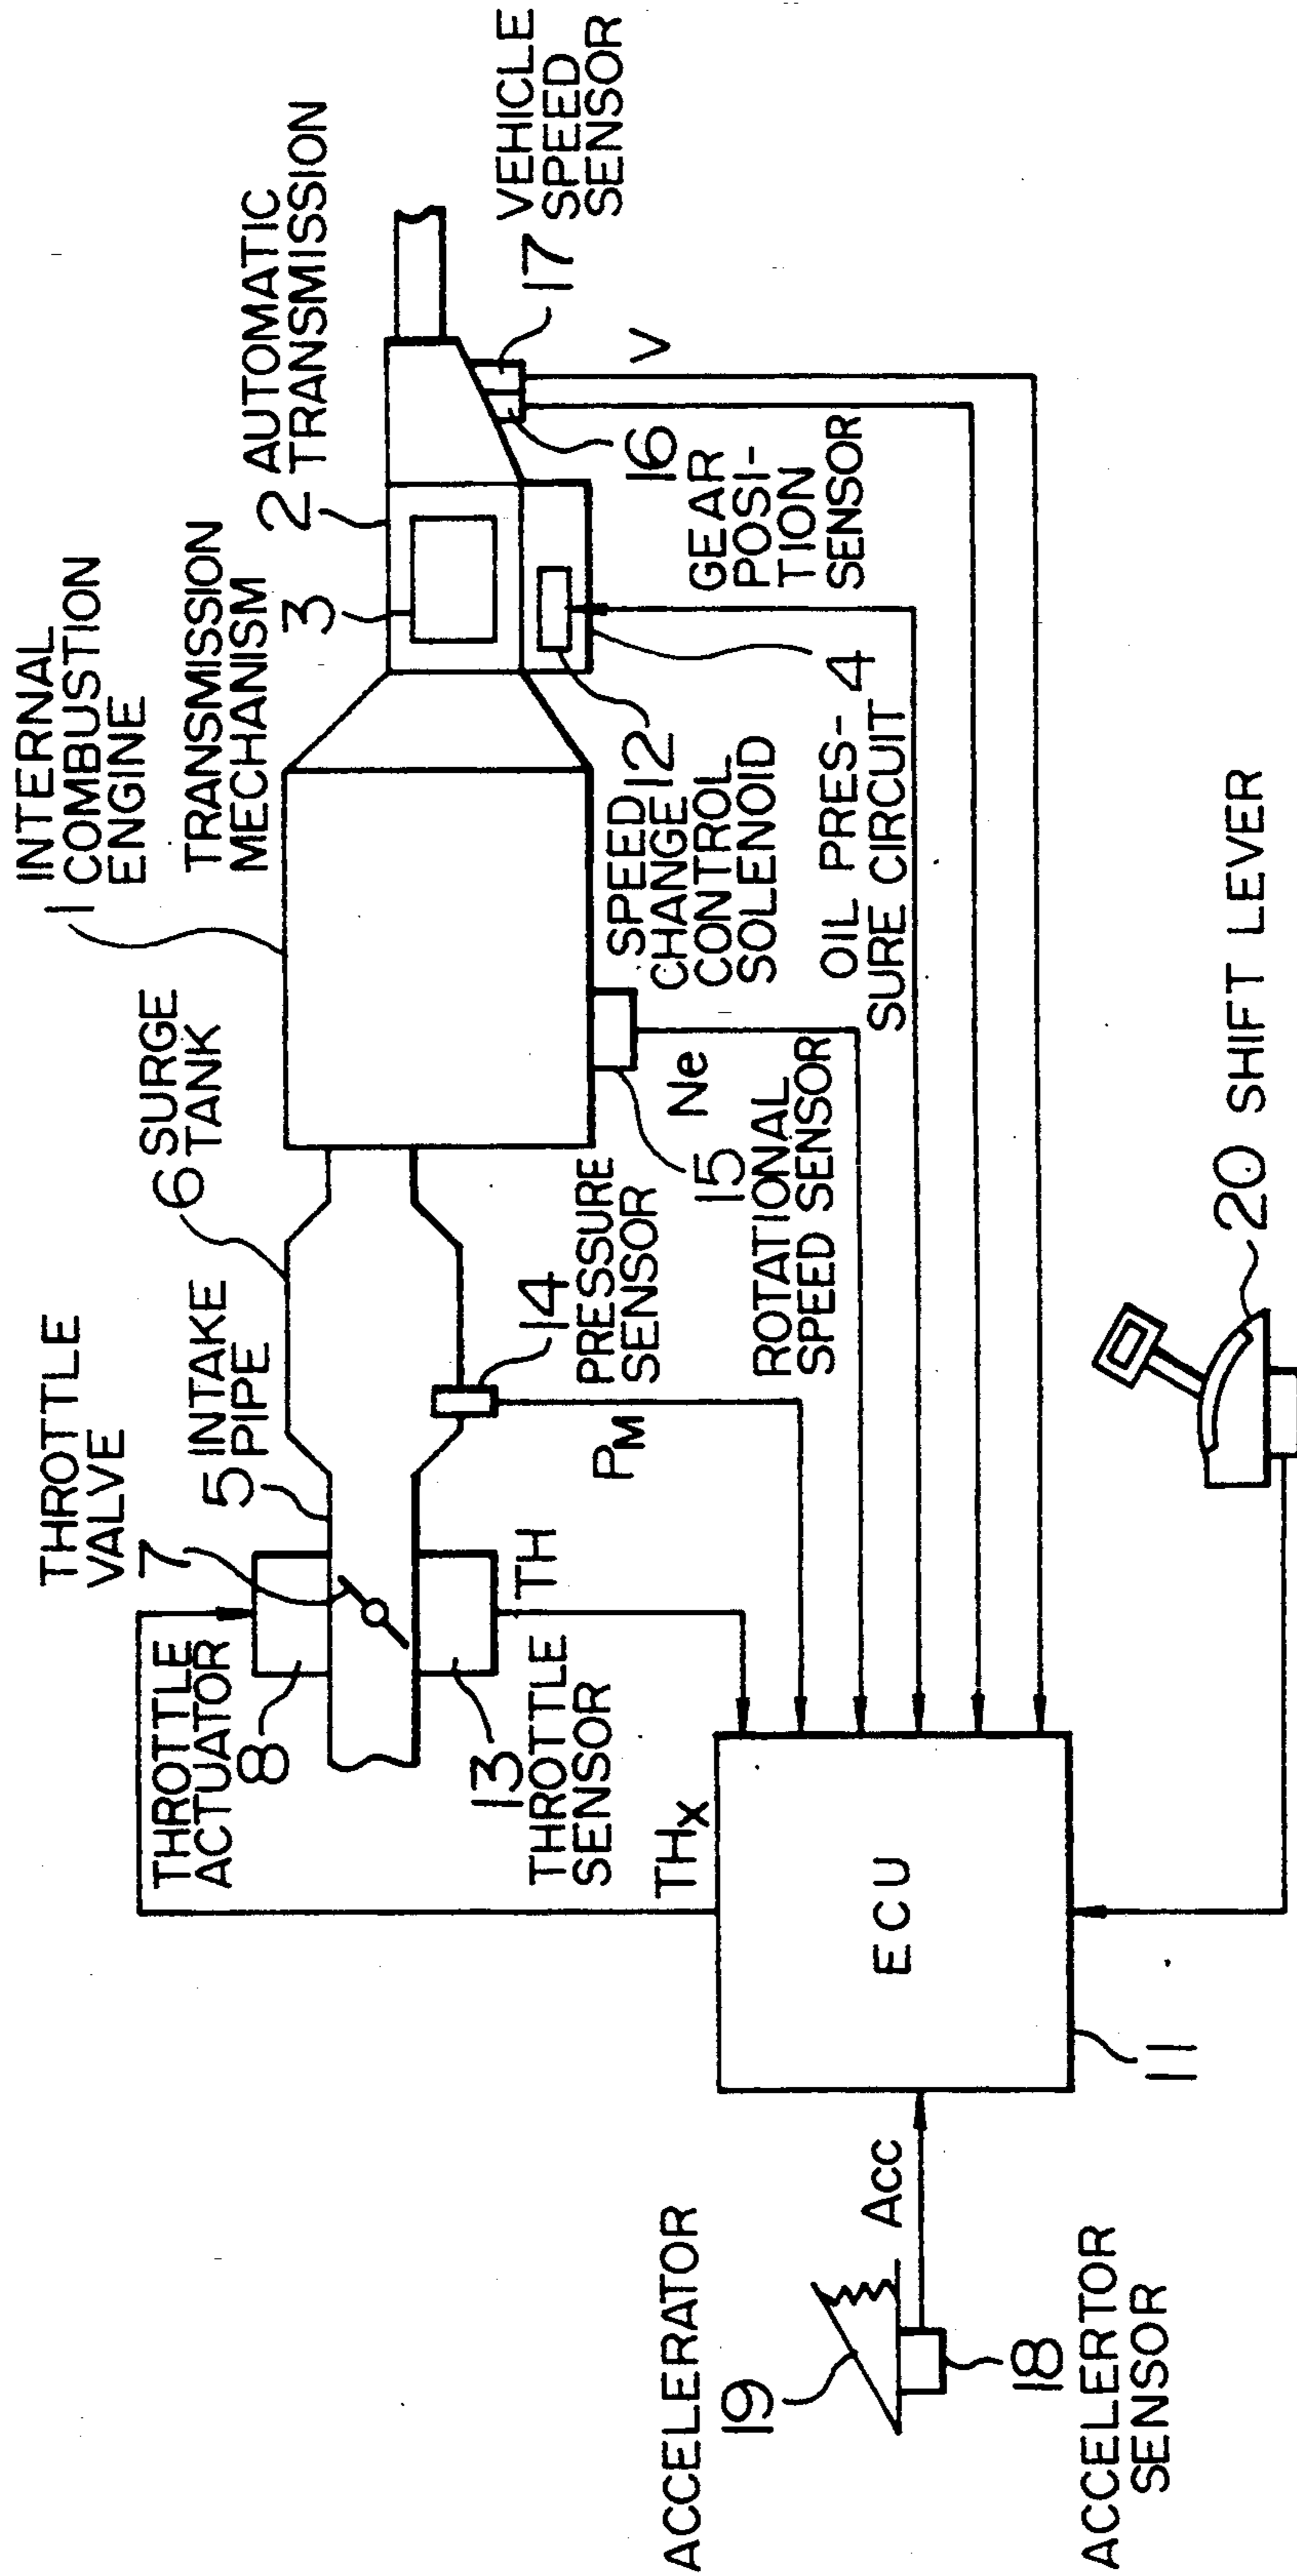 INTERNAL
1 COMBUSTION
ENGINE
TRANSMISSION
MECHANISM
3
2 AUTOMATIC
TRANSMISSION
6 SURGE
TANK
THROTTLE
VALVE
7
5 INTAKE
PIPE
THROTTLE
ACTUATOR
8
13
THROTTLE
SENSOR
TH
THX
14
PRESSURE
SENSOR
PM
15
Ne
ROTATIONAL
SPEED SENSOR
SPEED
CHANGE 12
CONTROL
SOLENOID
OIL PRES- 4
SURE CIRCUIT
16
GEAR
POSI-
TION
SENSOR
17 VEHICLE
SPEED
SENSOR
V
ECU
11
ACCELERATOR
19
Acc
18
ACCELERTOR
SENSOR
20 SHIFT LEVER